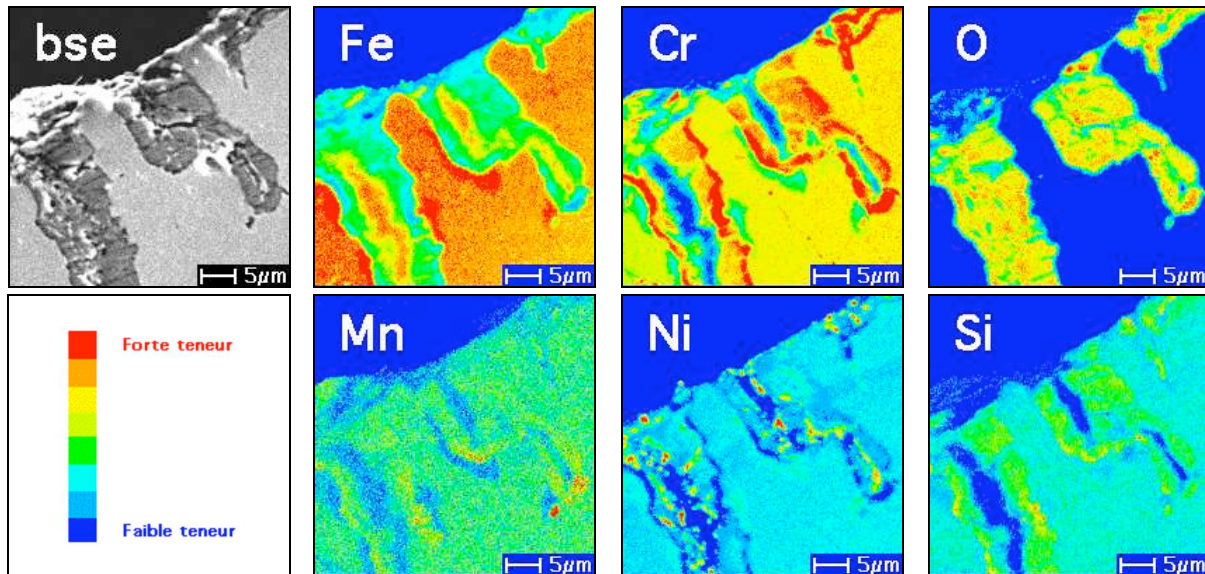 bse
5µm
Fe
5µm
Cr
5µm
O
5µm
Forte teneur
Faible teneur
Mn
5µm
Ni
5µm
Si
5µm